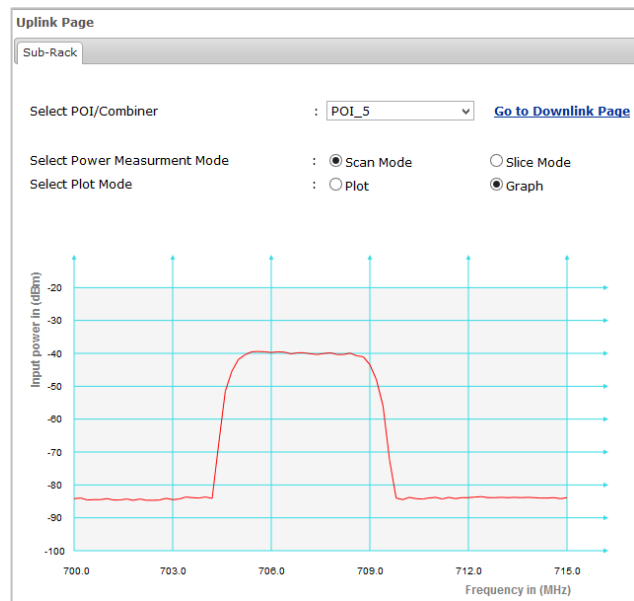 Uplink Page
Sub-Rack
Select POI/Combiner : POI_5 Go to Downlink Page
Select Power Measurment Mode : Scan Mode Slice Mode
Select Plot Mode : Plot Graph
Input power in (dBm)
-20
-30
-40
-50
-60
-70
-80
-90
-100
700.0 703.0 706.0 709.0 712.0 715.0
Frequency in (MHz)